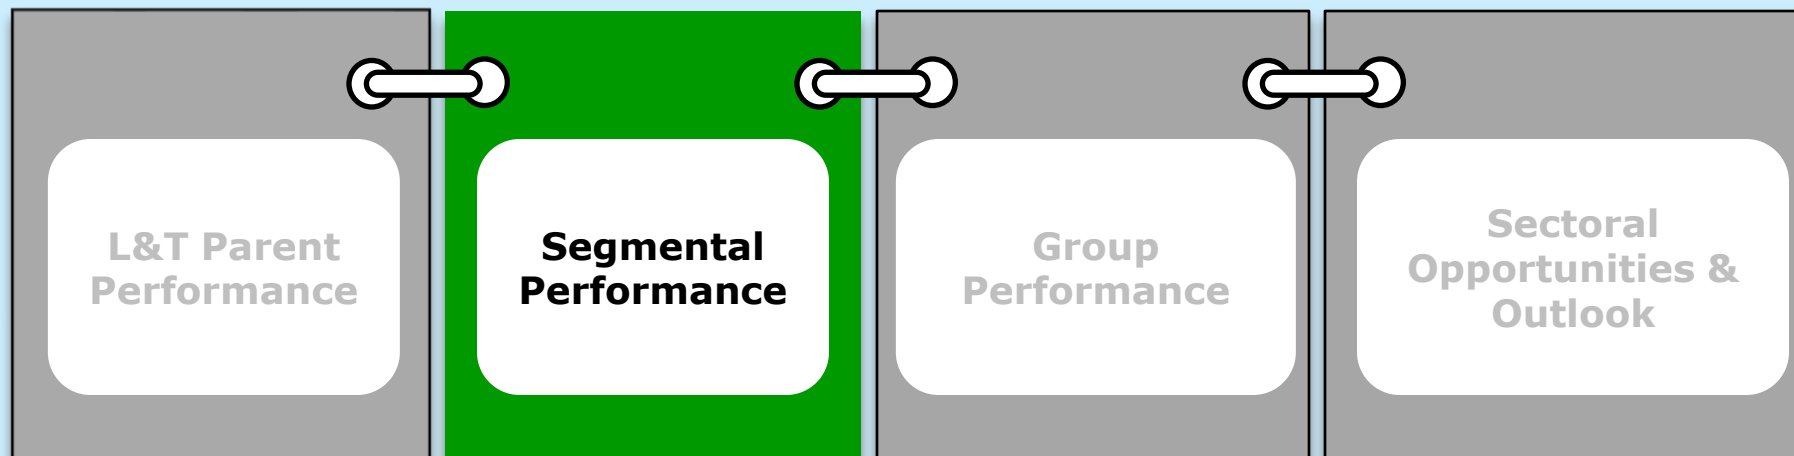 L&T Parent
Performance
Segmental
Performance
Group
Performance
Sectoral
Opportunities &
Outlook